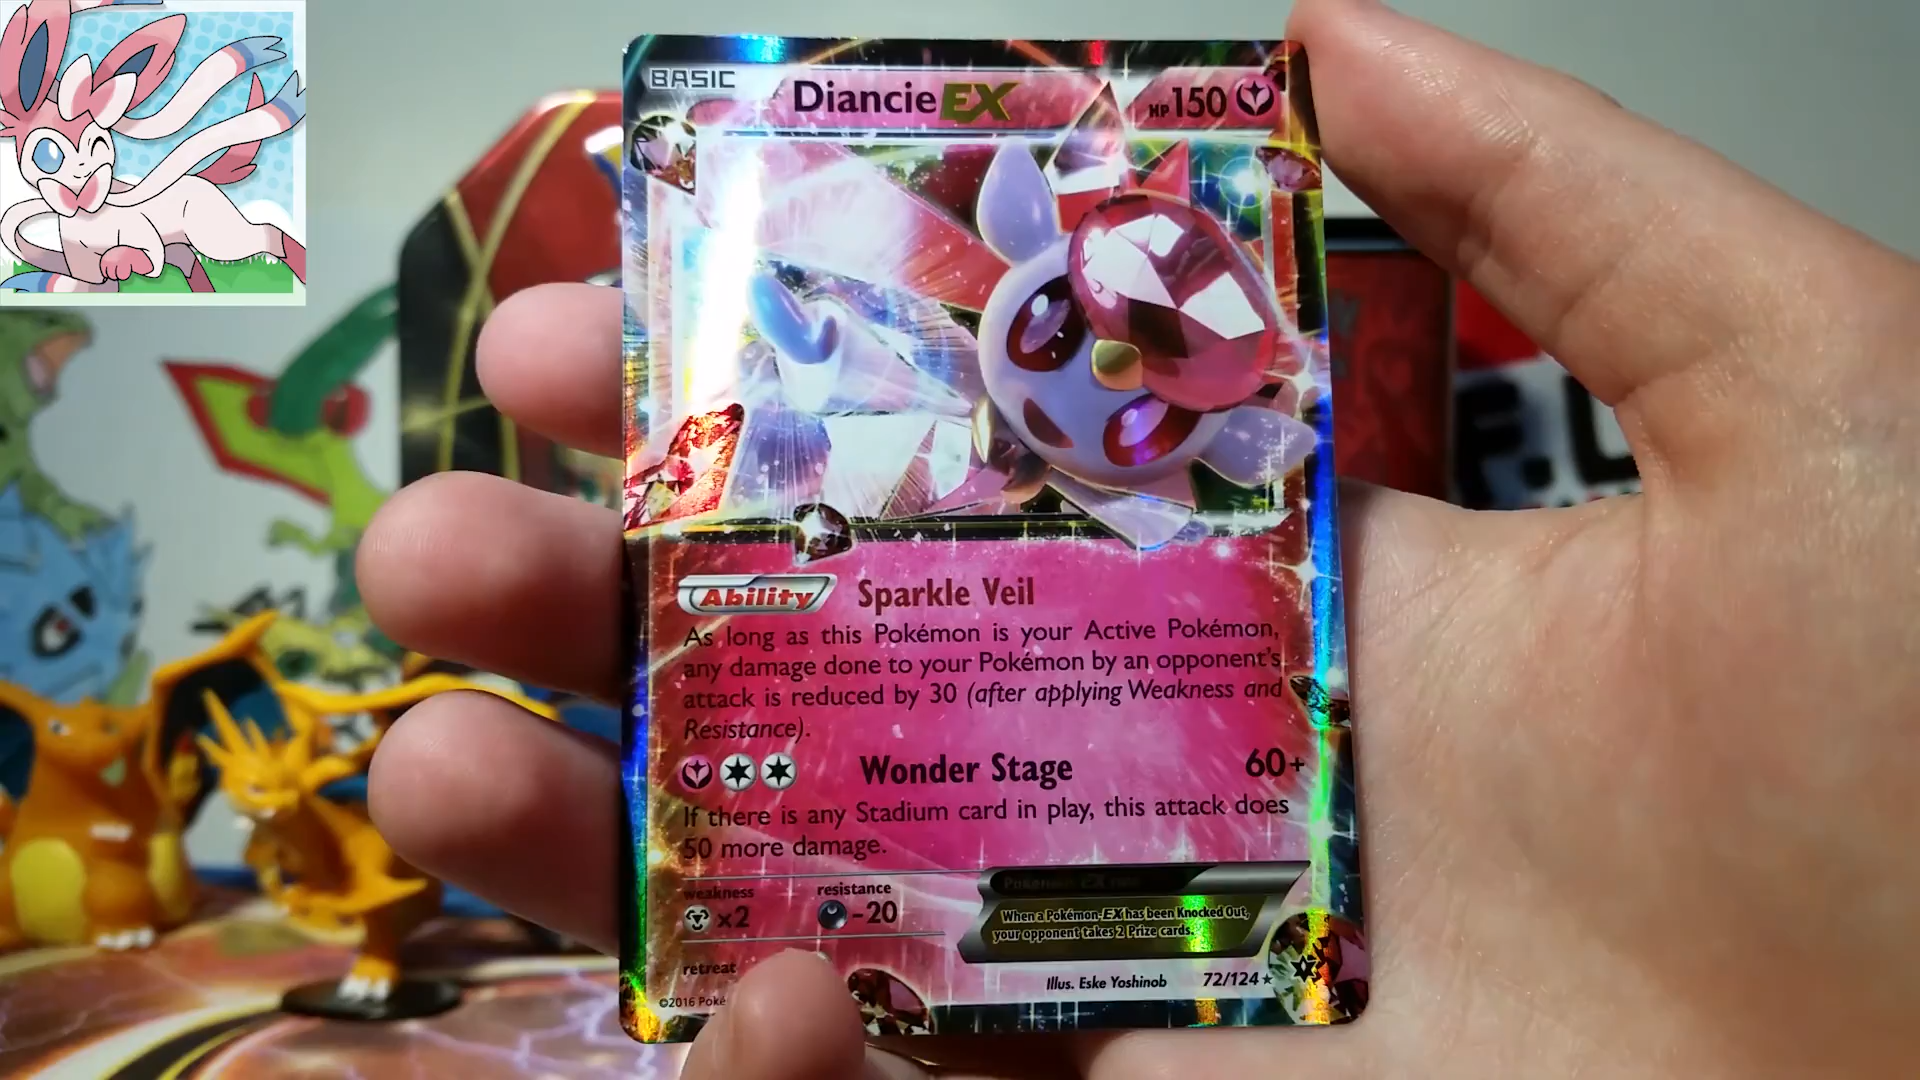 BASIC
Diancie EX
HP150
Ability Sparkle Veil
As long as this Pokémon is your Active Pokémon,
any damage done to your Pokémon by an opponent's
attack is reduced by 30 (after applying Weakness and
Resistance).
Wonder Stage 60+
If there is any Stadium card in play, this attack does
50 more damage.
weakness
x2
resistance
-20
When a Pokémon-EX has been Knocked Out,
your opponent takes 2 Prize cards.
retreat
Illus. Eske Yoshinob
72/124
©2016 Poké